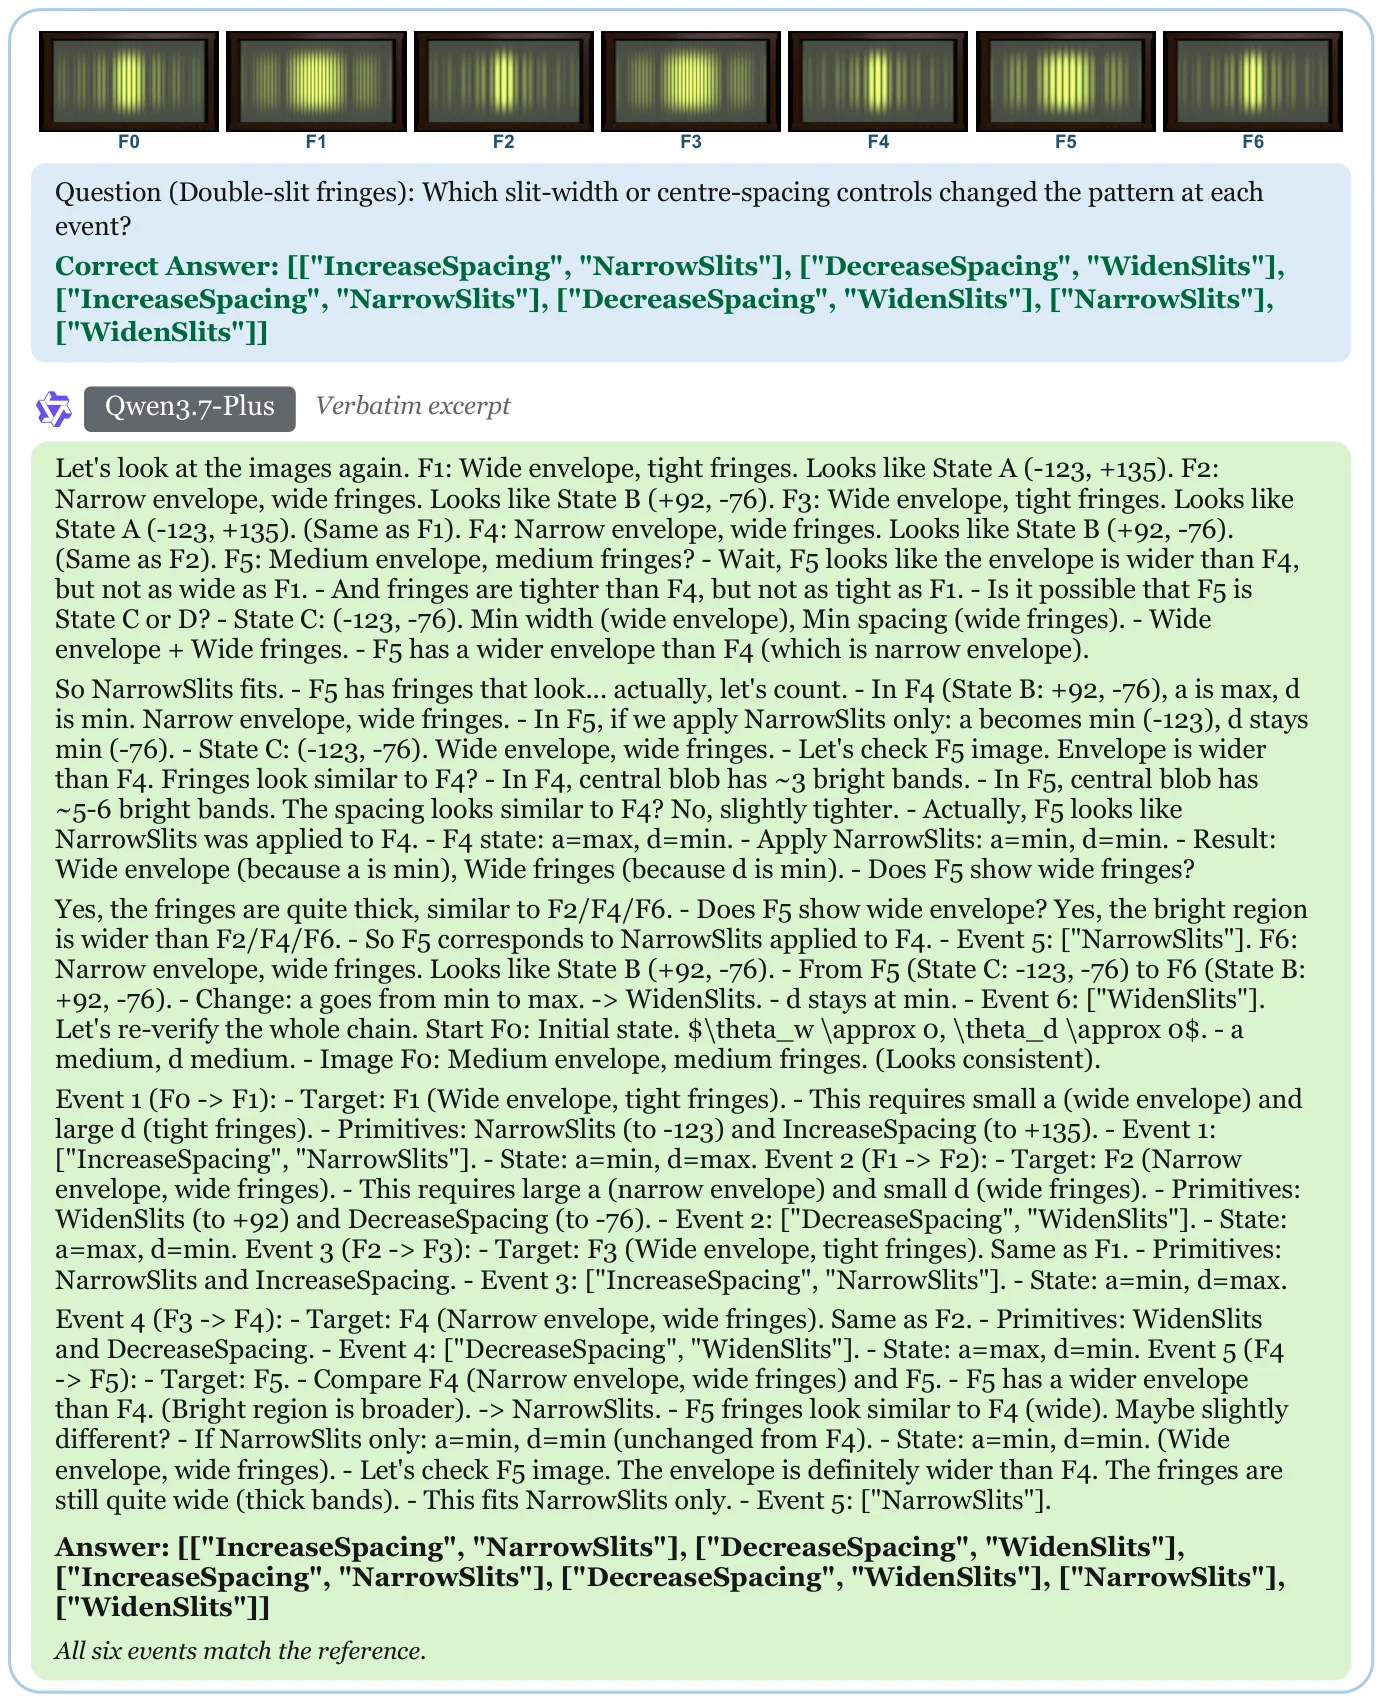 F0 F1 F2 F3 F4 F5 F6
Question (Double-slit fringes): Which slit-width or centre-spacing controls changed the pattern at each
event?
Correct Answer: [["IncreaseSpacing", "NarrowSlits"], ["DecreaseSpacing", "WidenSlits"],
["IncreaseSpacing", "NarrowSlits"], ["DecreaseSpacing", "WidenSlits"], ["NarrowSlits"],
["WidenSlits"]]
Qwen3.7-Plus Verbatim excerpt
Let's look at the images again. F1: Wide envelope, tight fringes. Looks like State A (-123, +135). F2:
Narrow envelope, wide fringes. Looks like State B (+92, -76). F3: Wide envelope, tight fringes. Looks like
State A (-123, +135). (Same as F1). F4: Narrow envelope, wide fringes. Looks like State B (+92, -76).
(Same as F2). F5: Medium envelope, medium fringes? - Wait, F5 looks like the envelope is wider than F4,
but not as wide as F1. - And fringes are tighter than F4, but not as tight as F1. - Is it possible that F5 is
State C or D? - State C: (-123, -76). Min width (wide envelope), Min spacing (wide fringes). - Wide
envelope + Wide fringes. - F5 has a wider envelope than F4 (which is narrow envelope).
So NarrowSlits fits. - F5 has fringes that look... actually, let's count. - In F4 (State B: +92, -76), a is max, d
is min. Narrow envelope, wide fringes. - In F5, if we apply NarrowSlits only: a becomes min (-123), d stays
min (-76). - State C: (-123, -76). Wide envelope, wide fringes. - Let's check F5 image. Envelope is wider
than F4. Fringes look similar to F4? - In F4, central blob has ~3 bright bands. - In F5, central blob has
~5-6 bright bands. The spacing looks similar to F4? No, slightly tighter. - Actually, F5 looks like
NarrowSlits was applied to F4. - F4 state: a=max, d=min. - Apply NarrowSlits: a=min, d=min. - Result:
Wide envelope (because a is min), Wide fringes (because d is min). - Does F5 show wide fringes?
Yes, the fringes are quite thick, similar to F2/F4/F6. - Does F5 show wide envelope? Yes, the bright region
is wider than F2/F4/F6. - So F5 corresponds to NarrowSlits applied to F4. - Event 5: ["NarrowSlits"]. F6:
Narrow envelope, wide fringes. Looks like State B (+92, -76). - From F5 (State C: -123, -76) to F6 (State B:
+92, -76). - Change: a goes from min to max. -> WidenSlits. - d stays at min. - Event 6: ["WidenSlits"].
Let's re-verify the whole chain. Start F0: Initial state. $\theta_w \approx 0, \theta_d \approx 0$. - a
medium, d medium. - Image F0: Medium envelope, medium fringes. (Looks consistent).
Event 1 (F0 -> F1): - Target: F1 (Wide envelope, tight fringes). - This requires small a (wide envelope) and
large d (tight fringes). - Primitives: NarrowSlits (to -123) and IncreaseSpacing (to +135). - Event 1:
["IncreaseSpacing", "NarrowSlits"]. - State: a=min, d=max. Event 2 (F1 -> F2): - Target: F2 (Narrow
envelope, wide fringes). - This requires large a (narrow envelope) and small d (wide fringes). - Primitives:
WidenSlits (to +92) and DecreaseSpacing (to -76). - Event 2: ["DecreaseSpacing", "WidenSlits"]. - State:
a=max, d=min. Event 3 (F2 -> F3): - Target: F3 (Wide envelope, tight fringes). Same as F1. - Primitives:
NarrowSlits and IncreaseSpacing. - Event 3: ["IncreaseSpacing", "NarrowSlits"]. - State: a=min, d=max.
Event 4 (F3 -> F4): - Target: F4 (Narrow envelope, wide fringes). Same as F2. - Primitives: WidenSlits
and DecreaseSpacing. - Event 4: ["DecreaseSpacing", "WidenSlits"]. - State: a=max, d=min. Event 5 (F4
-> F5): - Target: F5. - Compare F4 (Narrow envelope, wide fringes) and F5. - F5 has a wider envelope
than F4. (Bright region is broader). -> NarrowSlits. - F5 fringes look similar to F4 (wide). Maybe slightly
different? - If NarrowSlits only: a=min, d=min (unchanged from F4). - State: a=min, d=min. (Wide
envelope, wide fringes). - Let's check F5 image. The envelope is definitely wider than F4. The fringes are
still quite wide (thick bands). - This fits NarrowSlits only. - Event 5: ["NarrowSlits"].
Answer: [["IncreaseSpacing", "NarrowSlits"], ["DecreaseSpacing", "WidenSlits"],
["IncreaseSpacing", "NarrowSlits"], ["DecreaseSpacing", "WidenSlits"], ["NarrowSlits"],
["WidenSlits"]]
All six events match the reference.